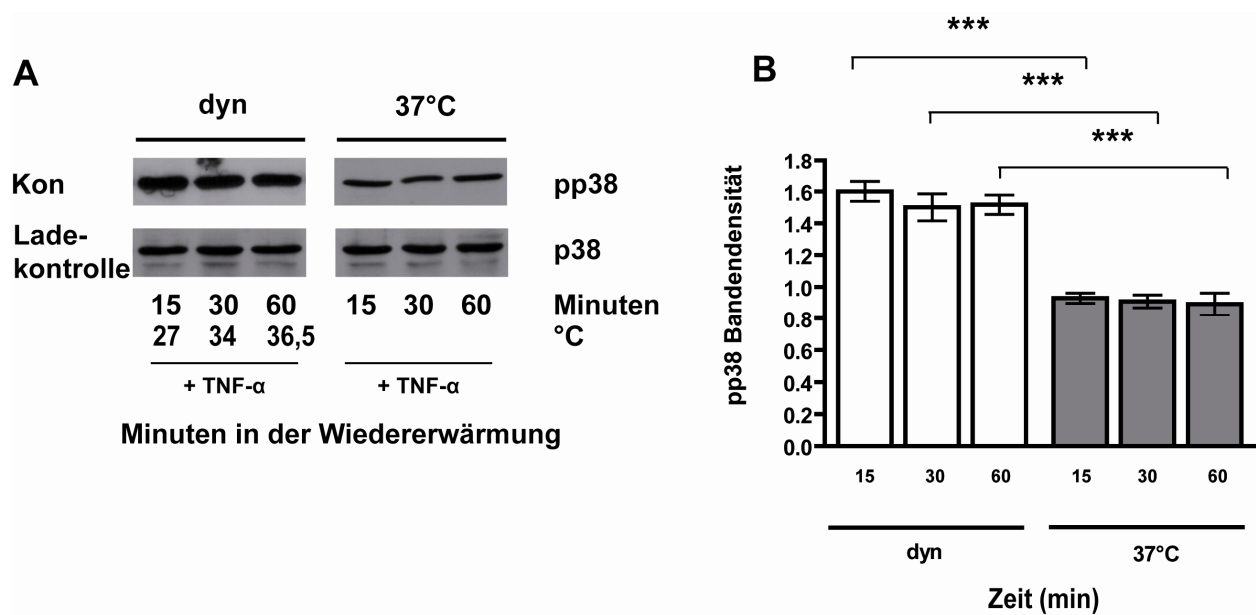 A
dyn
37°C
Kon
pp38
Lade-
kontrolle
p38
15 30 60 15 30 60 Minuten
27 34 36,5 °C
+ TNF-α + TNF-α
Minuten in der Wiedererwärmung
B
***
***
***
pp38 Bandendensität
1.8
1.6
1.4
1.2
1.0
0.8
0.6
0.4
0.2
0.0
15 30 60 15 30 60
dyn 37°C
Zeit (min)